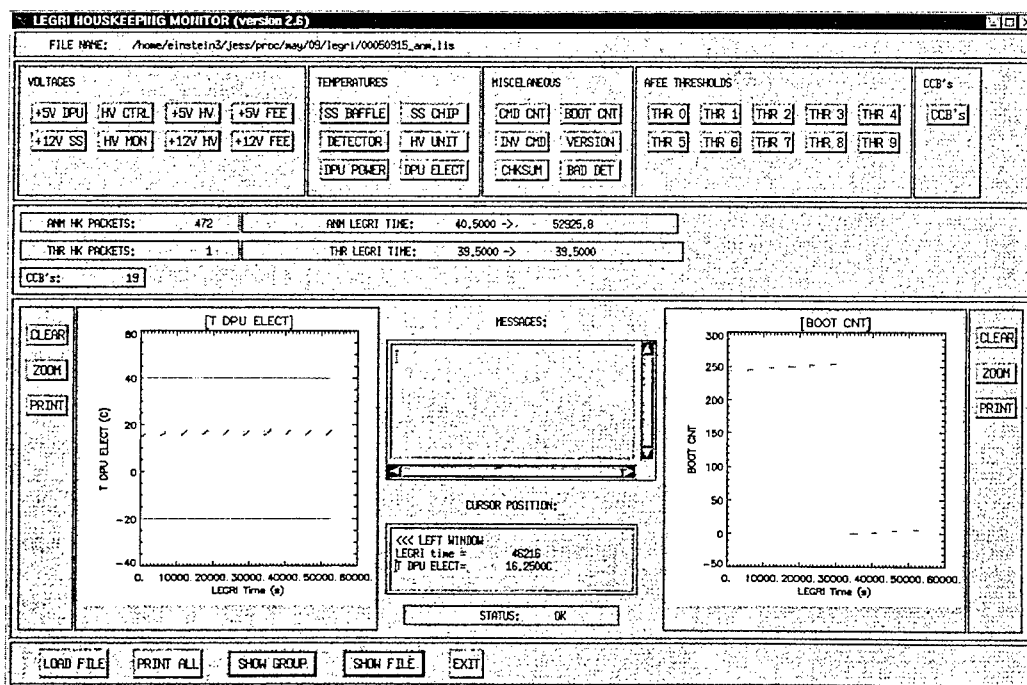 LEGRI HOUSKEEPING MONITOR (version 2.6)
FILE NAME: /home/einstein3/jess/proc/may/09/legri/00050915_anm.lis
VOLTAGES
+5V DPU HV CTRL +5V HV +5V FEE
+12V SS HV MON +12V HV +12V FEE
TEMPERATURES
SS BAFFLE SS CHIP
DETECTOR HV UNIT
DPU POWER DPU ELECT
MISCELANEOUS
CMD CNT BOOT CNT
INV CMD VERSION
CHKSUM BAD DET
AFEE THRESHOLDS
THR 0 THR 1 THR 2 THR 3 THR 4
THR 5 THR 6 THR 7 THR 8 THR 9
CCB's
CCB's
ANM HK PACKETS: 472 ANM LEGRI TIME: 40.5000 -> 52925.8
THR HK PACKETS: 1 THR LEGRI TIME: 39.5000 -> 39.5000
CCB's: 19
CLEAR
ZOOM
PRINT
[T DPU ELECT]
T DPU ELECT (C)
60
40
20
0
-20
-40
0. 10000. 20000. 30000. 40000. 50000. 60000.
LEGRI Time (s)
MESSAGES:
CURSOR POSITION:
<<< LEFT WINDOW
LEGRI time = 46216
T DPU ELECT= 16.2500C
STATUS: OK
[BOOT CNT]
BOOT CNT
300
250
200
150
100
50
0
-50
0. 10000. 20000. 30000. 40000. 50000. 60000.
LEGRI Time (s)
CLEAR
ZOOM
PRINT
LOAD FILE PRINT ALL SHOW GROUP SHOW FILE EXIT